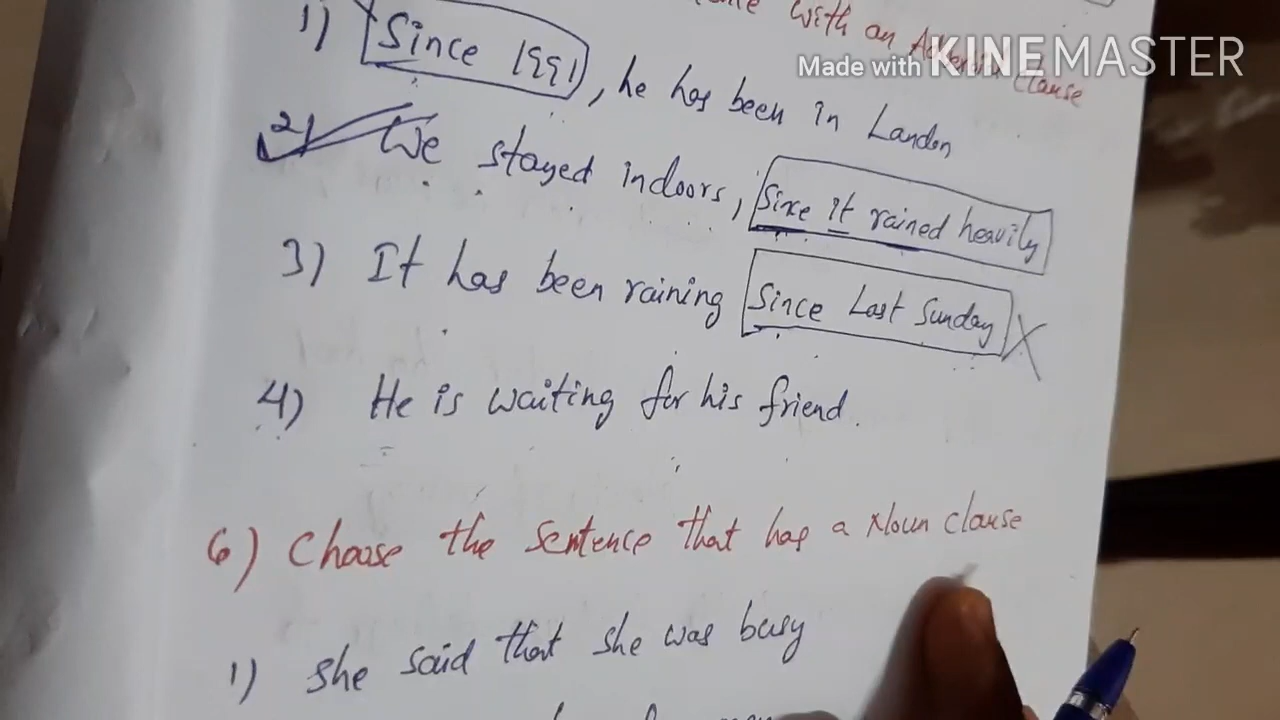 with an Adverbial Clause
Made with KINEMASTER
1) Since 1991, he has been in Landon
2) We stayed indoors, Since it rained heavily
3) It has been raining Since Last Sunday X
4) He is waiting for his friend.
6) Choose the sentence that has a Noun Clause
1) She said that she was busy